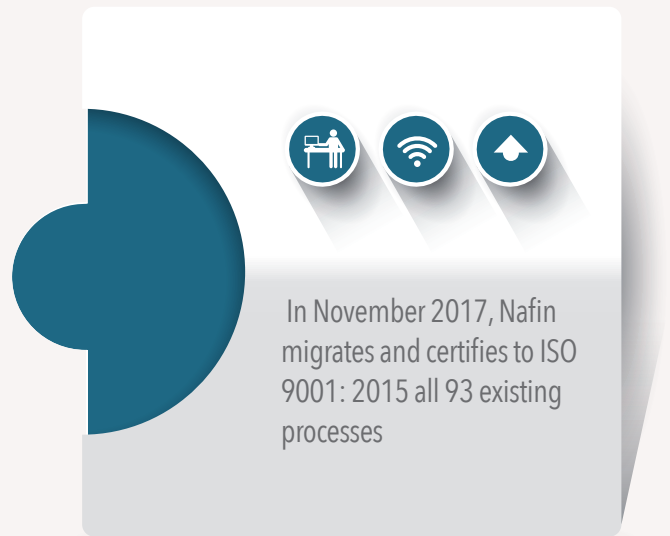 In November 2017, Nafin
migrates and certifies to ISO
9001: 2015 all 93 existing
processes